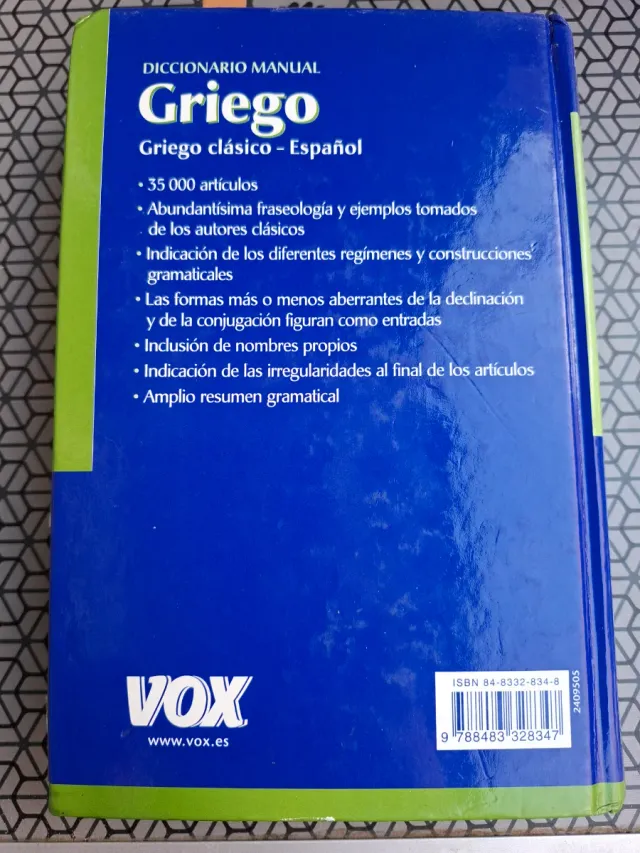 DICCIONARIO MANUAL
Griego
Griego clásico – Español
• 35 000 artículos
• Abundantísima fraseología y ejemplos tomados
de los autores clásicos
• Indicación de los diferentes regímenes y construcciones
gramaticales
• Las formas más o menos aberrantes de la declinación
y de la conjugación figuran como entradas
• Inclusión de nombres propios
• Indicación de las irregularidades al final de los artículos
• Amplio resumen gramatical
VOX
www.vox.es
ISBN 84-8332-834-8
9 788483 328347
2409505